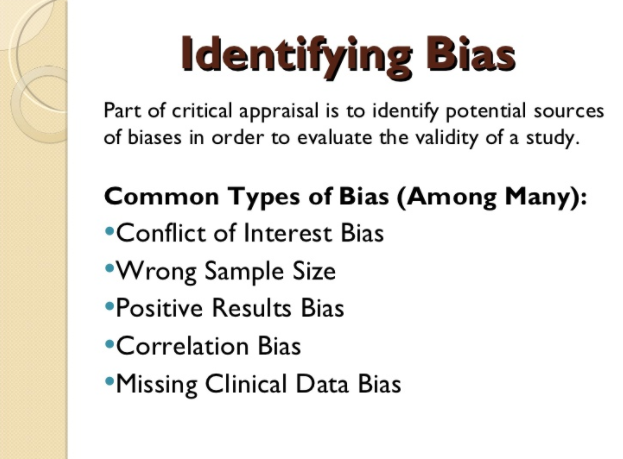 Identifying Bias
Part of critical appraisal is to identify potential sources
of biases in order to evaluate the validity of a study.
Common Types of Bias (Among Many):
•Conflict of Interest Bias
•Wrong Sample Size
•Positive Results Bias
•Correlation Bias
•Missing Clinical Data Bias